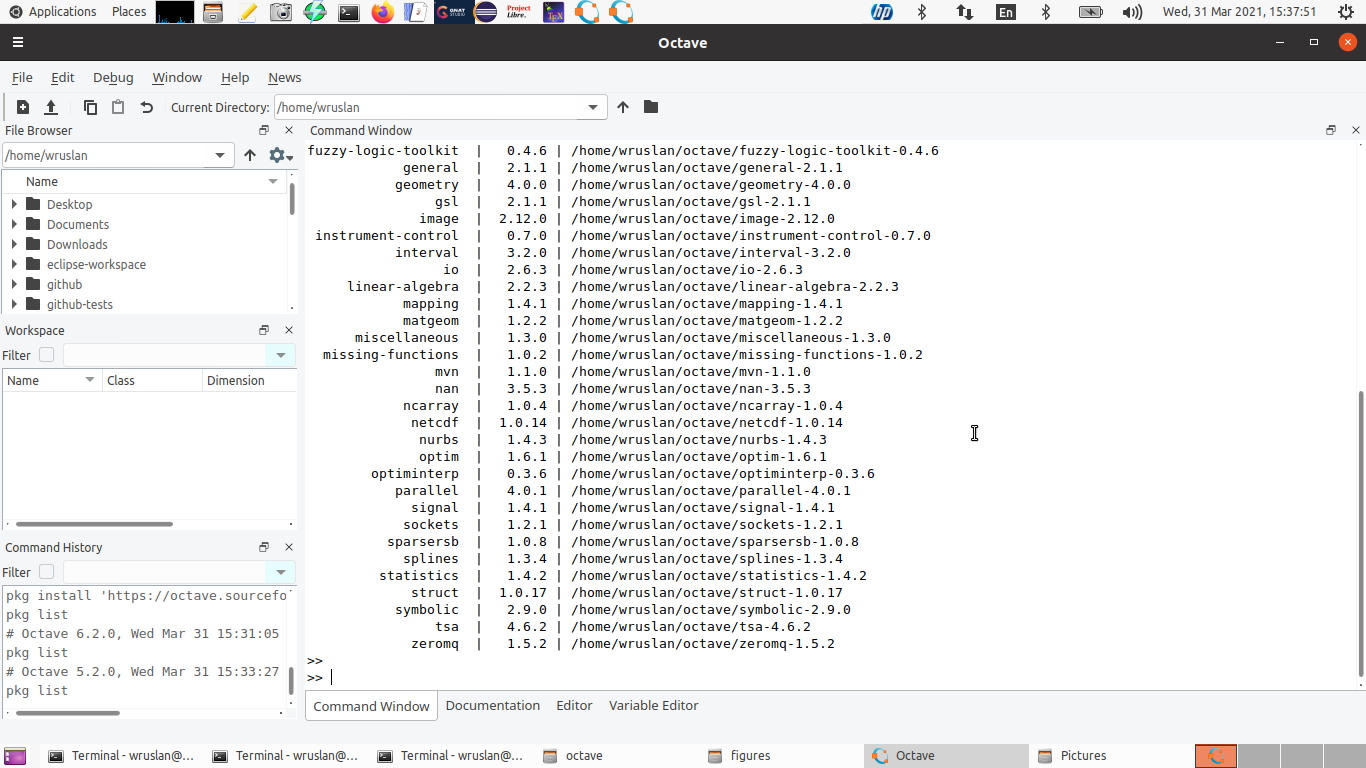 Applications Places En Wed, 31 Mar 2021, 15:37:51
Octave
File Edit Debug Window Help News
Current Directory: /home/wruslan
File Browser
/home/wruslan
Name
Desktop
Documents
Downloads
eclipse-workspace
github
github-tests
Workspace
Filter
Name Class Dimension
Command History
Filter
pkg install 'https://octave.sourcefo
pkg list
# Octave 6.2.0, Wed Mar 31 15:31:05
pkg list
# Octave 5.2.0, Wed Mar 31 15:33:27
pkg list
Command Window
fuzzy-logic-toolkit | 0.4.6 | /home/wruslan/octave/fuzzy-logic-toolkit-0.4.6
general | 2.1.1 | /home/wruslan/octave/general-2.1.1
geometry | 4.0.0 | /home/wruslan/octave/geometry-4.0.0
gsl | 2.1.1 | /home/wruslan/octave/gsl-2.1.1
image | 2.12.0 | /home/wruslan/octave/image-2.12.0
instrument-control | 0.7.0 | /home/wruslan/octave/instrument-control-0.7.0
interval | 3.2.0 | /home/wruslan/octave/interval-3.2.0
io | 2.6.3 | /home/wruslan/octave/io-2.6.3
linear-algebra | 2.2.3 | /home/wruslan/octave/linear-algebra-2.2.3
mapping | 1.4.1 | /home/wruslan/octave/mapping-1.4.1
matgeom | 1.2.2 | /home/wruslan/octave/matgeom-1.2.2
miscellaneous | 1.3.0 | /home/wruslan/octave/miscellaneous-1.3.0
missing-functions | 1.0.2 | /home/wruslan/octave/missing-functions-1.0.2
mvn | 1.1.0 | /home/wruslan/octave/mvn-1.1.0
nan | 3.5.3 | /home/wruslan/octave/nan-3.5.3
ncarray | 1.0.4 | /home/wruslan/octave/ncarray-1.0.4
netcdf | 1.0.14 | /home/wruslan/octave/netcdf-1.0.14
nurbs | 1.4.3 | /home/wruslan/octave/nurbs-1.4.3
optim | 1.6.1 | /home/wruslan/octave/optim-1.6.1
optiminterp | 0.3.6 | /home/wruslan/octave/optiminterp-0.3.6
parallel | 4.0.1 | /home/wruslan/octave/parallel-4.0.1
signal | 1.4.1 | /home/wruslan/octave/signal-1.4.1
sockets | 1.2.1 | /home/wruslan/octave/sockets-1.2.1
sparsersb | 1.0.8 | /home/wruslan/octave/sparsersb-1.0.8
splines | 1.3.4 | /home/wruslan/octave/splines-1.3.4
statistics | 1.4.2 | /home/wruslan/octave/statistics-1.4.2
struct | 1.0.17 | /home/wruslan/octave/struct-1.0.17
symbolic | 2.9.0 | /home/wruslan/octave/symbolic-2.9.0
tsa | 4.6.2 | /home/wruslan/octave/tsa-4.6.2
zeromq | 1.5.2 | /home/wruslan/octave/zeromq-1.5.2
>>
>>
Command Window Documentation Editor Variable Editor
Terminal - wruslan@... Terminal - wruslan@... Terminal - wruslan@... octave figures Octave Pictures